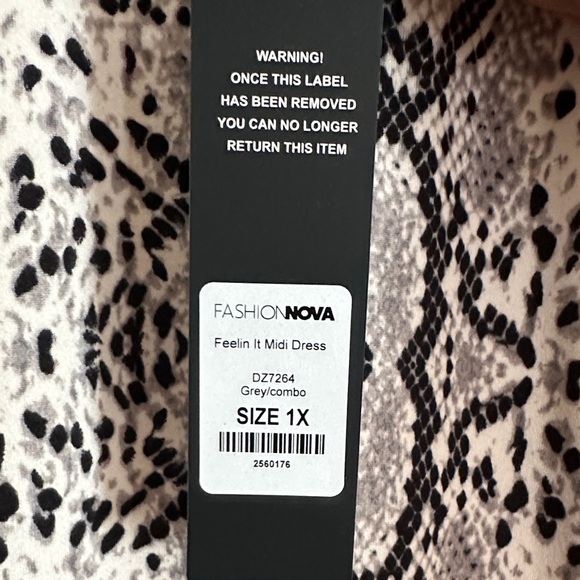 WARNING!
ONCE THIS LABEL
HAS BEEN REMOVED
YOU CAN NO LONGER
RETURN THIS ITEM
FASHIONNOVA
Feelin It Midi Dress
DZ7264
Grey/combo
SIZE 1X
2560176